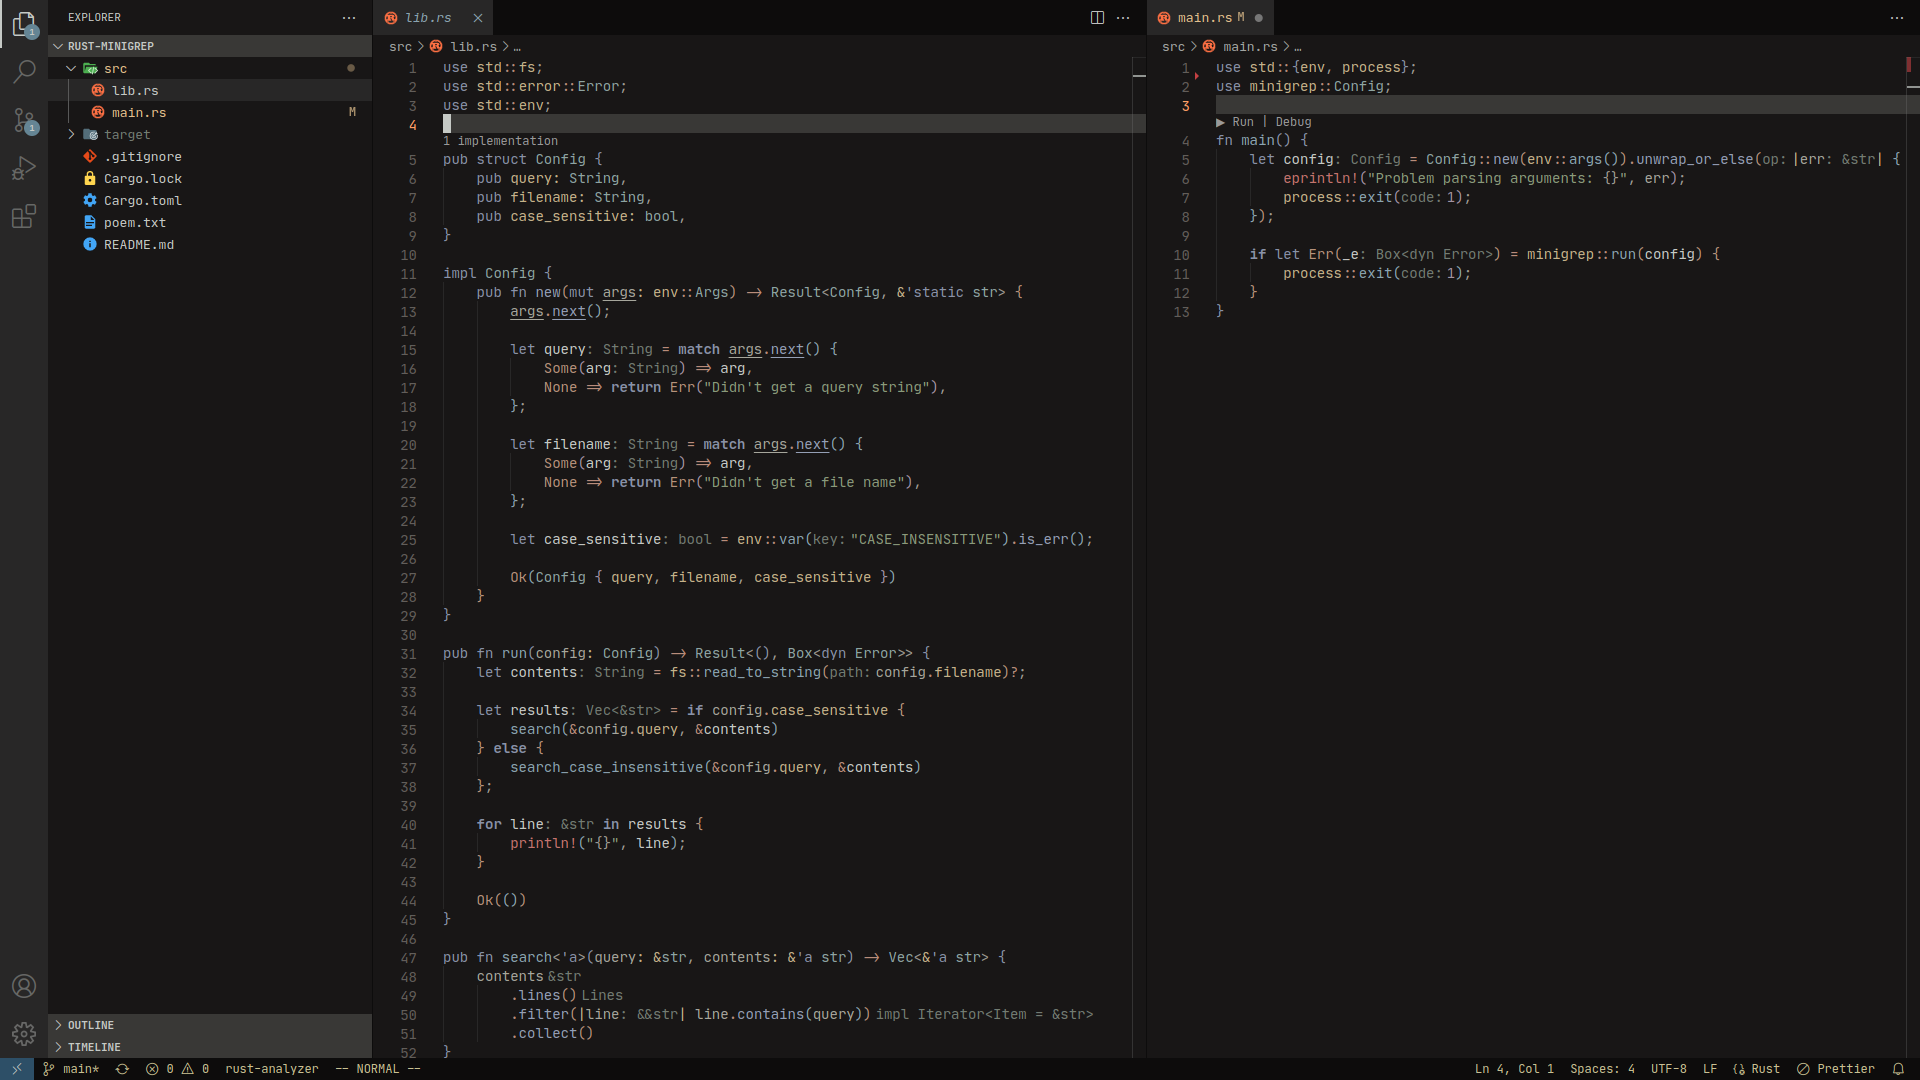 EXPLORER
RUST-MINIGREP
src
lib.rs
main.rs M
target
.gitignore
Cargo.lock
Cargo.toml
poem.txt
README.md
OUTLINE
TIMELINE
1
1
lib.rs
src > lib.rs > …
1 use std::fs;
2 use std::error::Error;
3 use std::env;
4
1 implementation
5 pub struct Config {
6 pub query: String,
7 pub filename: String,
8 pub case_sensitive: bool,
9 }
10
11 impl Config {
12 pub fn new(mut args: env::Args) -> Result<Config, &'static str> {
13 args.next();
14
15 let query: String = match args.next() {
16 Some(arg: String) => arg,
17 None => return Err("Didn't get a query string"),
18 };
19
20 let filename: String = match args.next() {
21 Some(arg: String) => arg,
22 None => return Err("Didn't get a file name"),
23 };
24
25 let case_sensitive: bool = env::var(key: "CASE_INSENSITIVE").is_err();
26
27 Ok(Config { query, filename, case_sensitive })
28 }
29 }
30
31 pub fn run(config: Config) -> Result<(), Box<dyn Error>> {
32 let contents: String = fs::read_to_string(path: config.filename)?;
33
34 let results: Vec<&str> = if config.case_sensitive {
35 search(&config.query, &contents)
36 } else {
37 search_case_insensitive(&config.query, &contents)
38 };
39
40 for line: &str in results {
41 println!("{}", line);
42 }
43
44 Ok(())
45 }
46
47 pub fn search<'a>(query: &str, contents: &'a str) -> Vec<&'a str> {
48 contents &str
49 .lines() Lines
50 .filter(|line: &&str| line.contains(query)) impl Iterator<Item = &str>
51 .collect()
52 }
main.rs M
src > main.rs > …
1 use std::{env, process};
2 use minigrep::Config;
3
▶ Run | Debug
4 fn main() {
5 let config: Config = Config::new(env::args()).unwrap_or_else(op: |err: &str| {
6 eprintln!("Problem parsing arguments: {}", err);
7 process::exit(code: 1);
8 });
9
10 if let Err(_e: Box<dyn Error>) = minigrep::run(config) {
11 process::exit(code: 1);
12 }
13 }
main* 0 0 rust-analyzer -- NORMAL -- Ln 4, Col 1 Spaces: 4 UTF-8 LF Rust Prettier